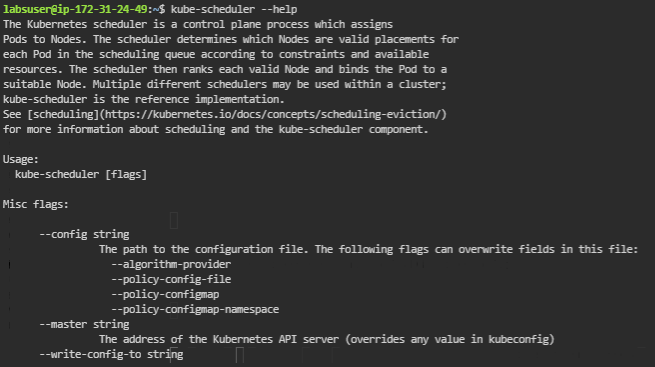 labsuser@ip-172-31-24-49:~$ kube-scheduler --help
The Kubernetes scheduler is a control plane process which assigns
Pods to Nodes. The scheduler determines which Nodes are valid placements for
each Pod in the scheduling queue according to constraints and available
resources. The scheduler then ranks each valid Node and binds the Pod to a
suitable Node. Multiple different schedulers may be used within a cluster;
kube-scheduler is the reference implementation.
See [scheduling](https://kubernetes.io/docs/concepts/scheduling-eviction/)
for more information about scheduling and the kube-scheduler component.

Usage:
  kube-scheduler [flags]

Misc flags:

      --config string
                The path to the configuration file. The following flags can overwrite fields in this file:
                  --algorithm-provider
                  --policy-config-file
                  --policy-configmap
                  --policy-configmap-namespace
      --master string
                The address of the Kubernetes API server (overrides any value in kubeconfig)
      --write-config-to string